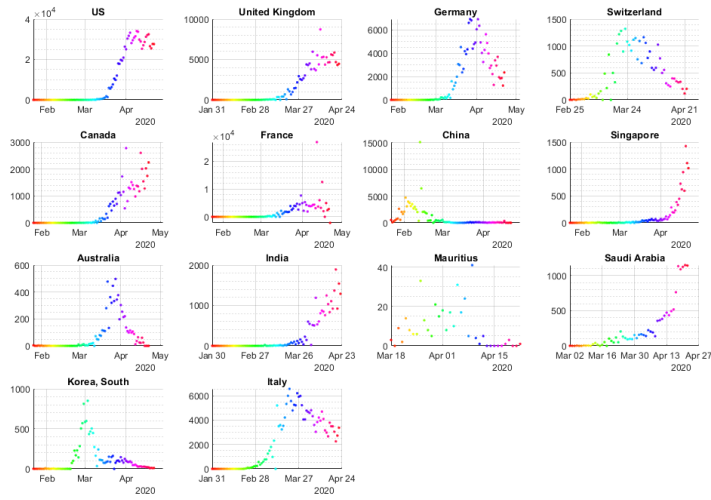 US
× 10^4
4
2
0
Feb Mar Apr
2020
United Kingdom
10000
5000
0
Jan 31 Feb 28 Mar 27 Apr 24
2020
Germany
6000
4000
2000
0
Feb Mar Apr May
2020
Switzerland
1500
1000
500
0
Feb 25 Mar 24 Apr 21
2020
Canada
3000
2000
1000
0
Feb Mar Apr
2020
France
× 10^4
2
1
0
Feb Mar Apr May
2020
China
15000
10000
5000
0
Mar Apr
2020
Singapore
1500
1000
500
0
Feb Mar Apr
2020
Australia
600
400
200
0
Feb Mar Apr May
2020
India
2000
1000
0
Jan 30 Feb 27 Mar 26 Apr 23
2020
Mauritius
40
20
0
Mar 18 Apr 01 Apr 15
2020
Saudi Arabia
1000
500
0
Mar 02 Mar 16 Mar 30 Apr 13 Apr 27
2020
Korea, South
1000
500
0
Feb Mar Apr
2020
Italy
6000
4000
2000
0
Jan 31 Feb 28 Mar 27 Apr 24
2020